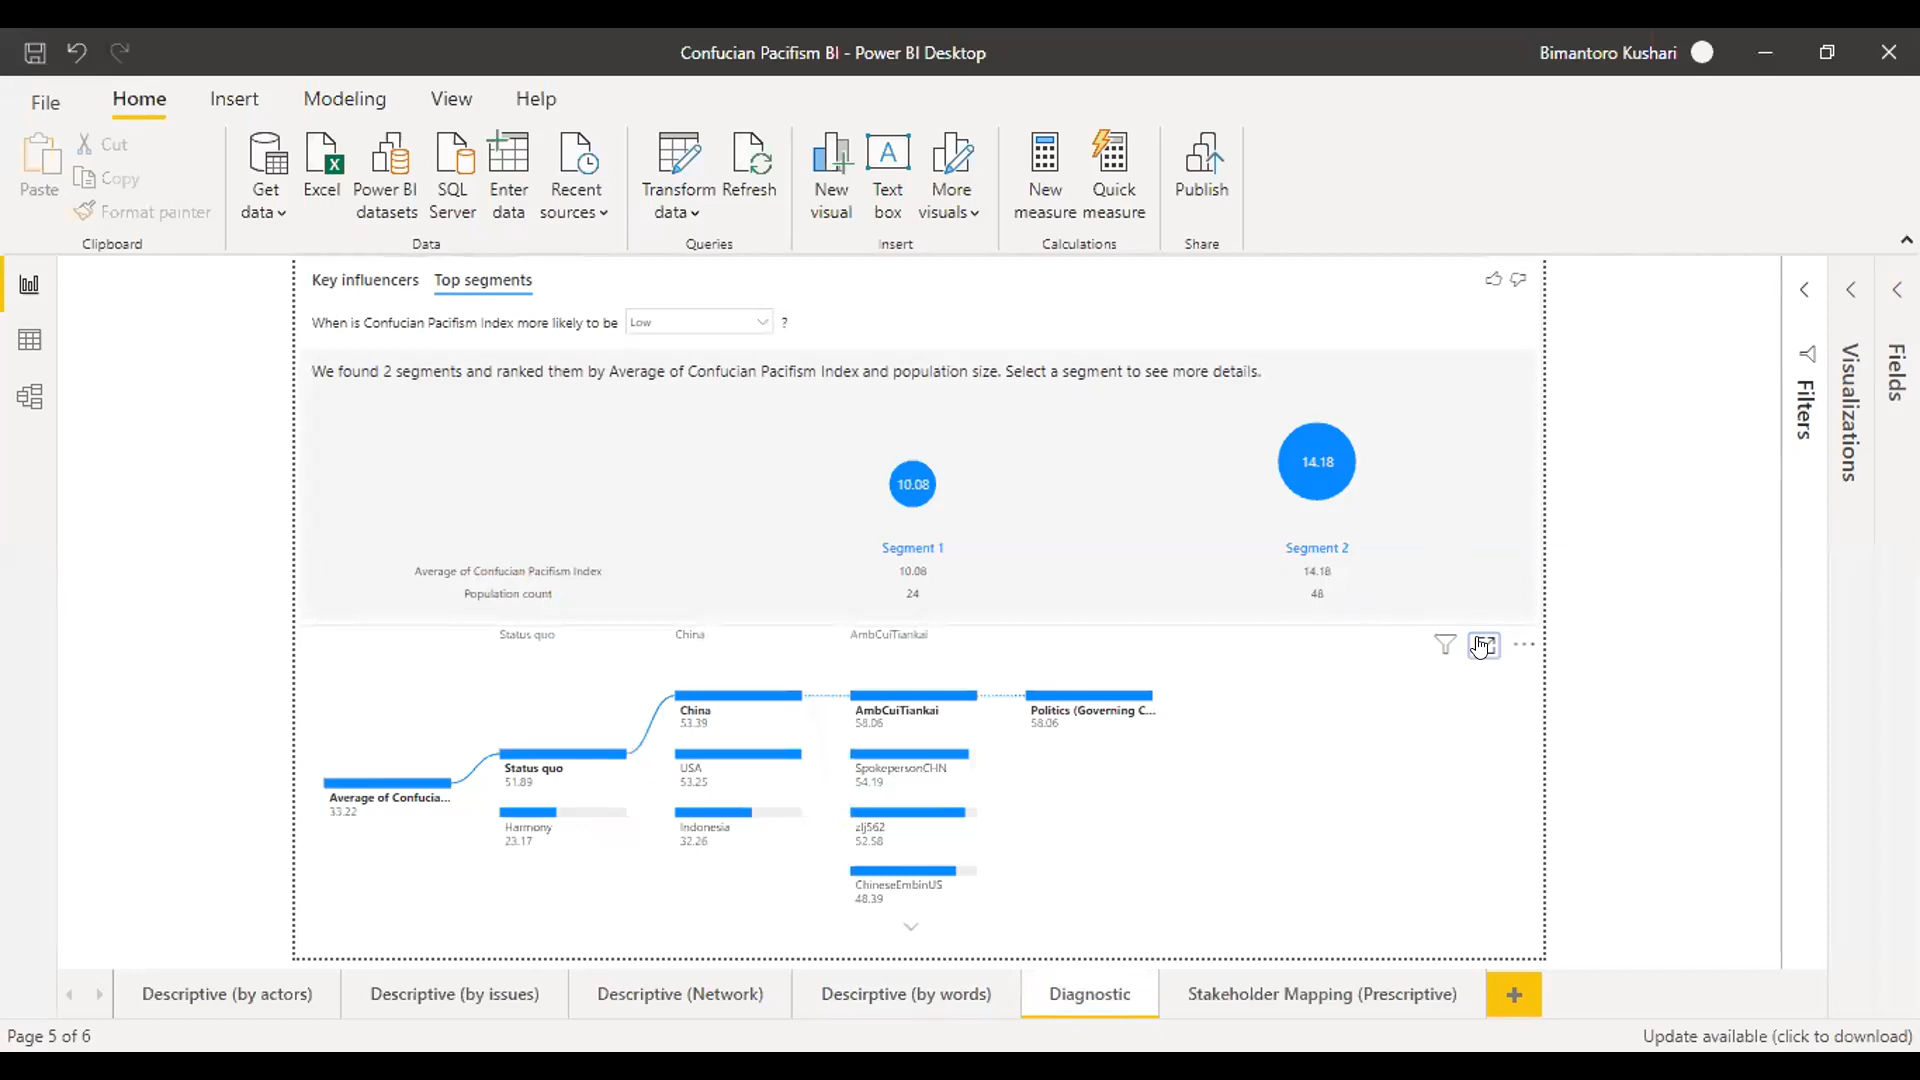 Confucian Pacifism BI - Power BI Desktop
Bimantoro Kushari
File
Home
Insert
Modeling
View
Help
Paste
Cut
Copy
Format painter
Clipboard
Get data
Excel
Power BI datasets
SQL Server
Enter data
Recent sources
Data
Transform data
Refresh
Queries
New visual
A
Text box
More visuals
Insert
New measure
Quick measure
Calculations
Publish
Share
Key influencers
Top segments
When is Confucian Pacifism Index more likely to be
Low
?
We found 2 segments and ranked them by Average of Confucian Pacifism Index and population size. Select a segment to see more details.
10.08
14.18
Segment 1
Segment 2
Average of Confucian Pacifism Index
10.08
14.18
Population count
24
48
Status quo
China
AmbCuiTiankai
Average of Confucia...
33.22
Status quo
51.89
Harmony
23.17
China
53.39
USA
53.25
Indonesia
32.26
AmbCuiTiankai
58.06
SpokepersonCHN
54.19
zlj562
52.58
ChineseEmbinUS
48.39
Politics (Governing C...
58.06
Filters
Visualizations
Fields
Descriptive (by actors)
Descriptive (by issues)
Descriptive (Network)
Descirptive (by words)
Diagnostic
Stakeholder Mapping (Prescriptive)
Page 5 of 6
Update available (click to download)